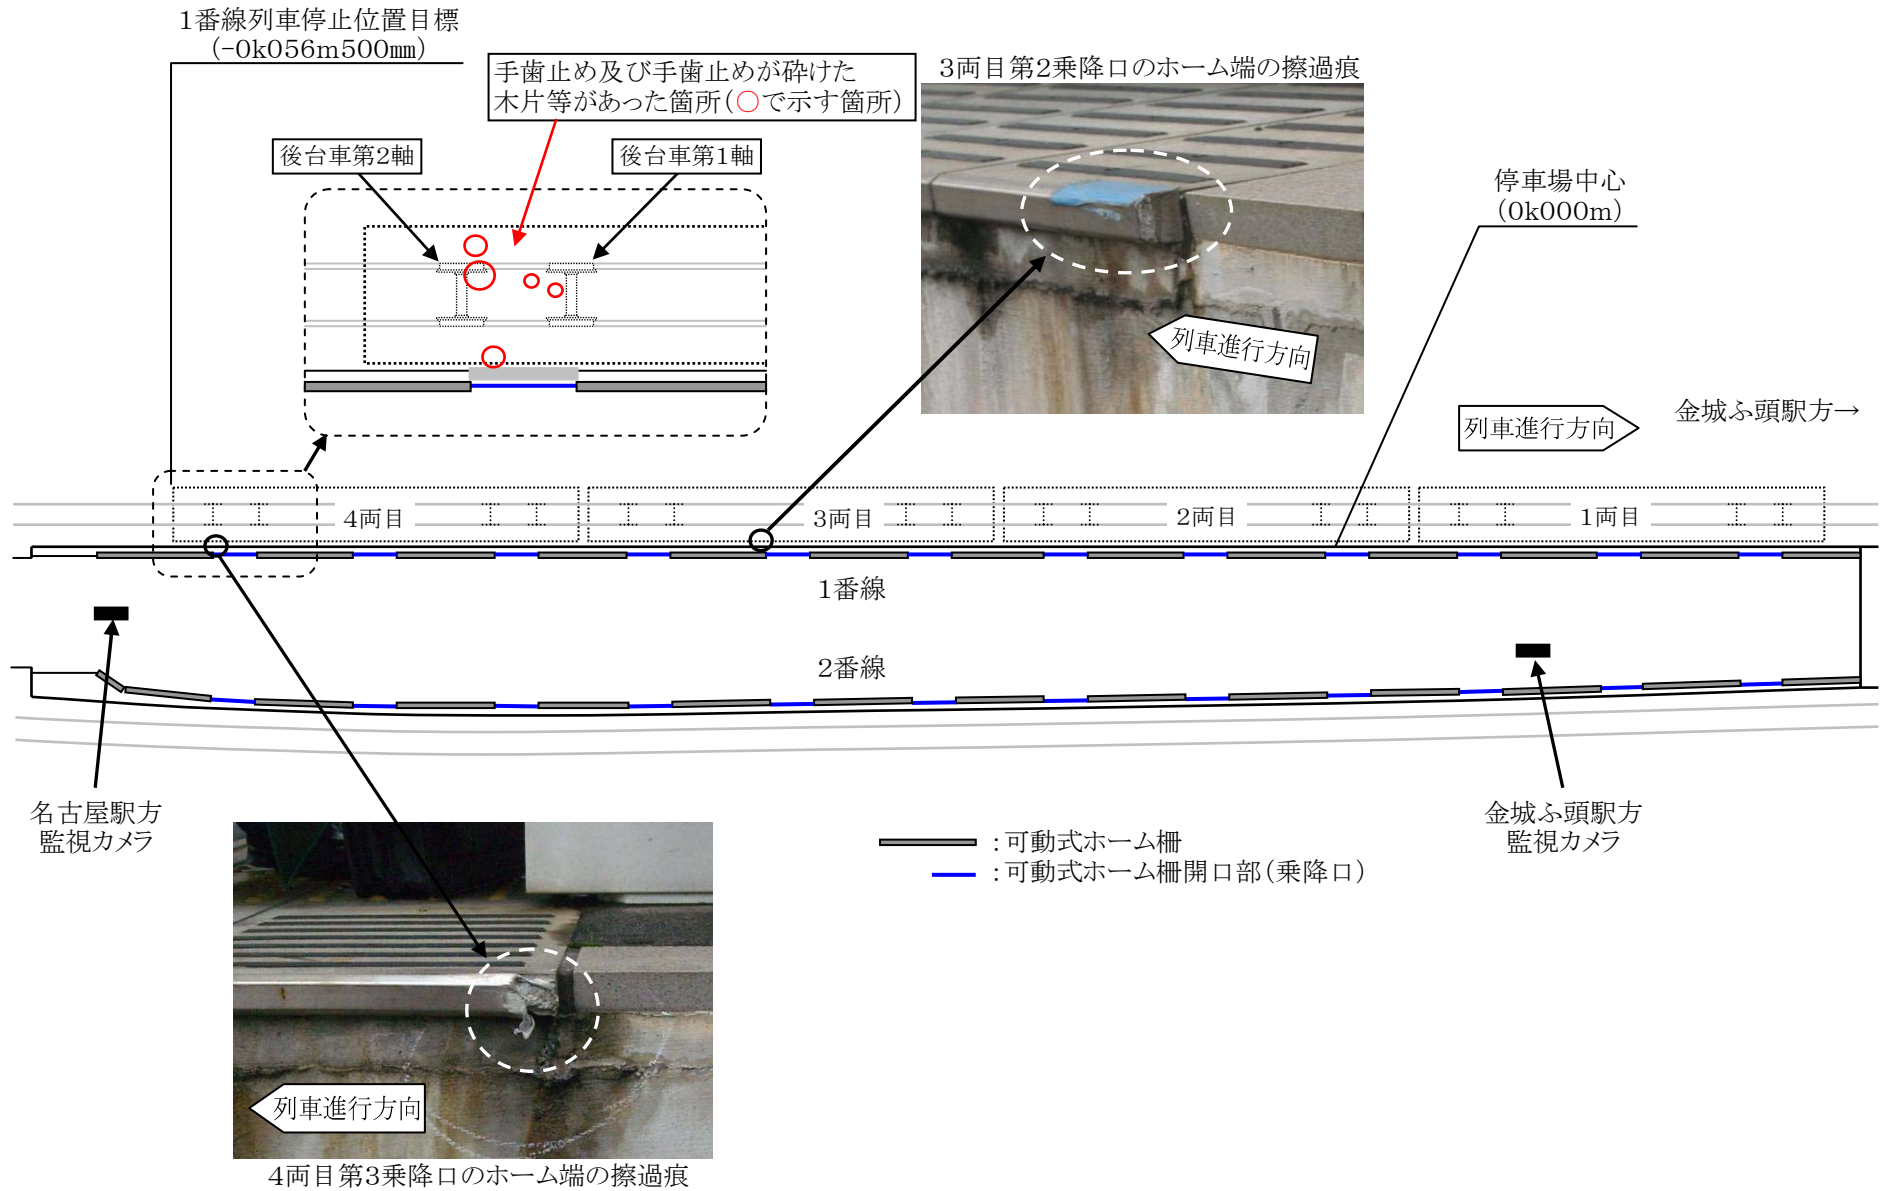 1番線列車停止位置目標
(-0k056m500㎜)
手歯止め及び手歯止めが砕けた
木片等があった箇所(○で示す箇所)
3両目第2乗降口のホーム端の擦過痕
後台車第2軸
後台車第1軸
停車場中心
(0k000m)
列車進行方向
列車進行方向
金城ふ頭駅方→
4両目
3両目
2両目
1両目
1番線
2番線
名古屋駅方
監視カメラ
金城ふ頭駅方
監視カメラ
:可動式ホーム柵
:可動式ホーム柵開口部(乗降口)
列車進行方向
4両目第3乗降口のホーム端の擦過痕